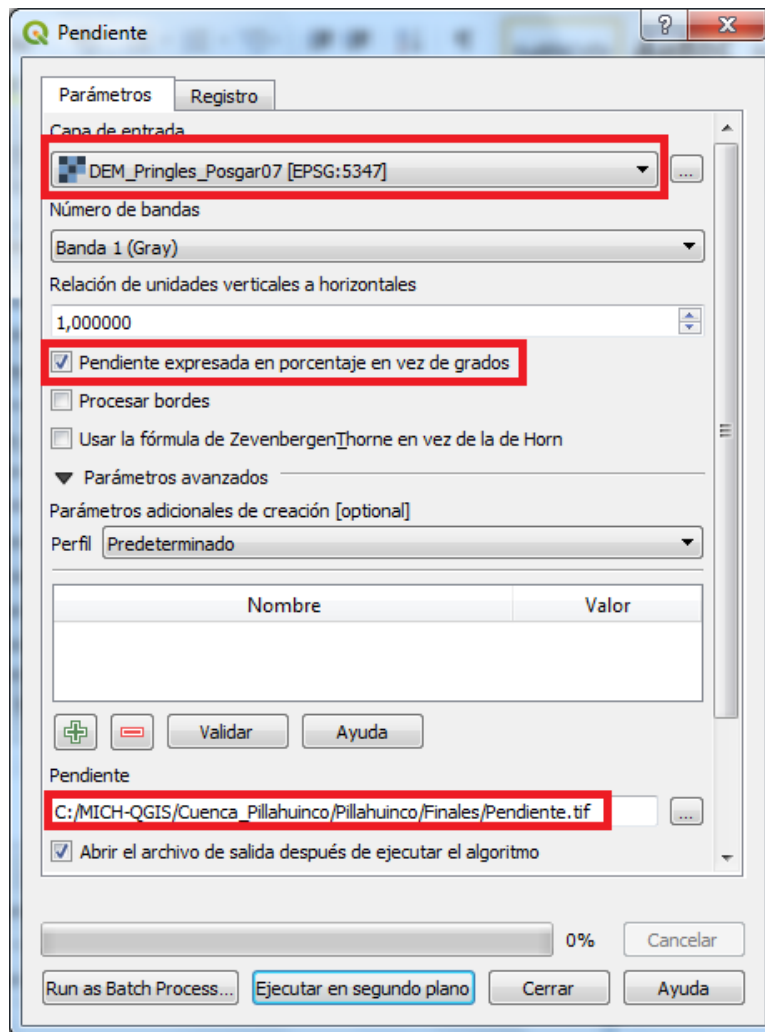 Pendiente
Parámetros Registro
Capa de entrada
DEM_Pringles_Posgar07 [EPSG:5347] ...
Número de bandas
Banda 1 (Gray)
Relación de unidades verticales a horizontales
1,000000
Pendiente expresada en porcentaje en vez de grados
Procesar bordes
Usar la fórmula de ZevenbergenThorne en vez de la de Horn
Parámetros avanzados
Parámetros adicionales de creación [optional]
Perfil Predeterminado
Nombre Valor
Validar Ayuda
Pendiente
C:/MICH-QGIS/Cuenca_Pillahuinco/Pillahuinco/Finales/Pendiente.tif ...
Abrir el archivo de salida después de ejecutar el algoritmo
0% Cancelar
Run as Batch Process... Ejecutar en segundo plano Cerrar Ayuda